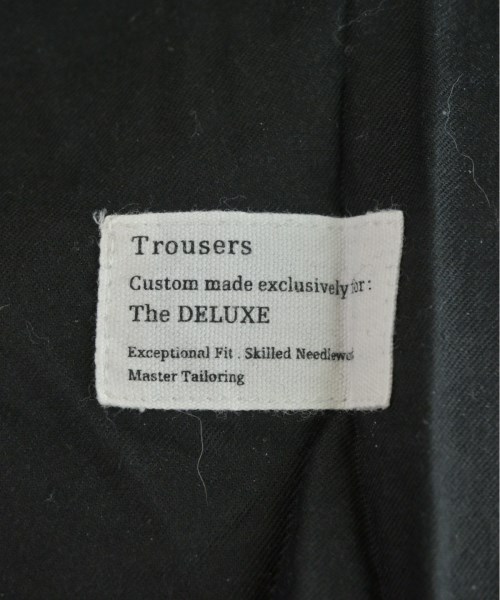 Trousers
Custom made exclusively for:
The DELUXE
Exceptional Fit . Skilled
Master Tailoring